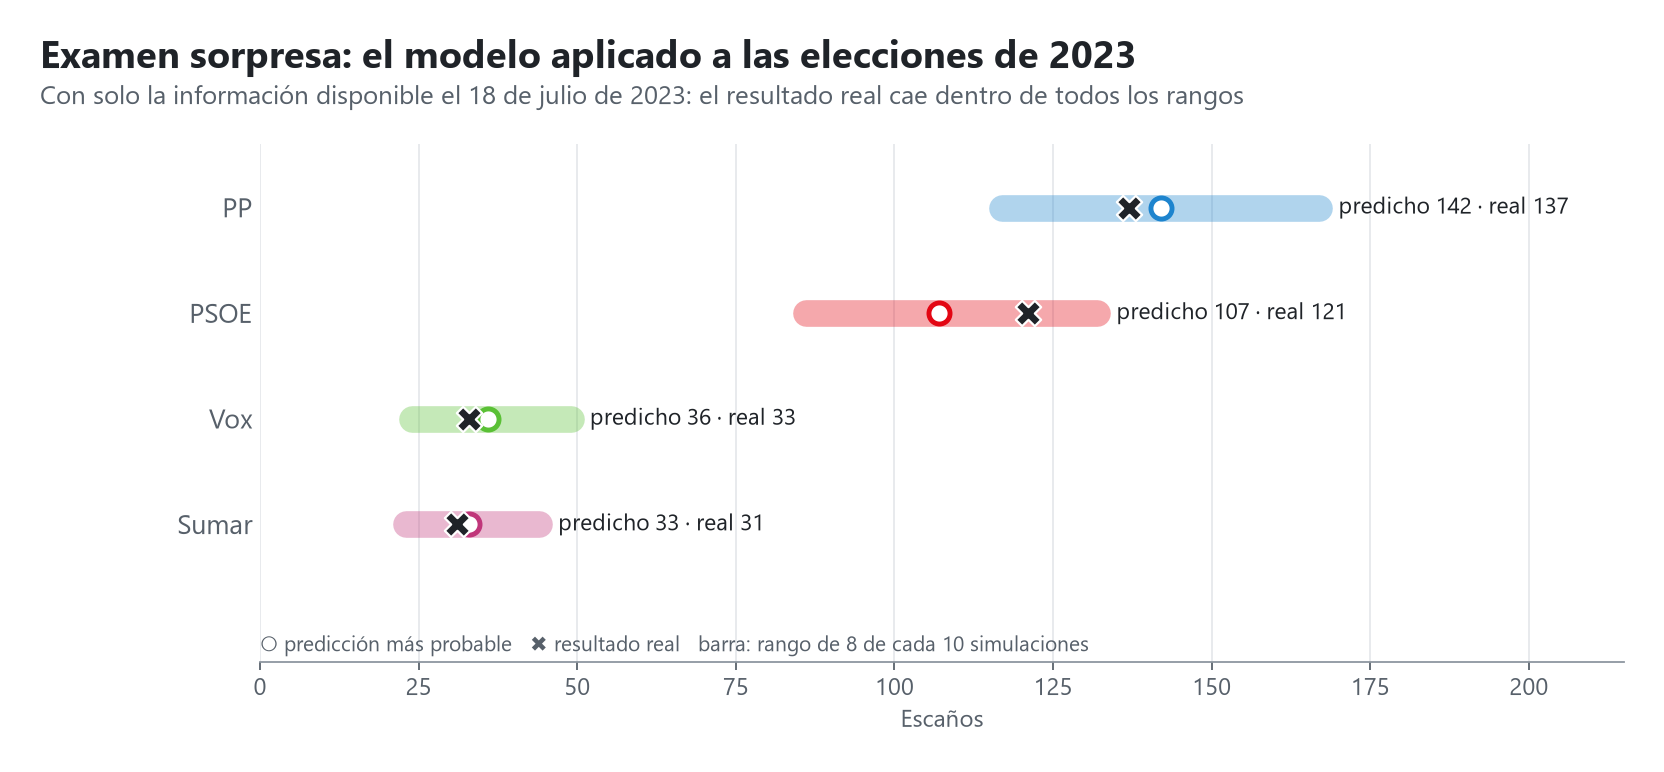 Examen sorpresa: el modelo aplicado a las elecciones de 2023
Con solo la información disponible el 18 de julio de 2023: el resultado real cae dentro de todos los rangos
PP
predicho 142 · real 137
PSOE
predicho 107 · real 121
Vox
predicho 36 · real 33
Sumar
predicho 33 · real 31
○ predicción más probable ✖ resultado real barra: rango de 8 de cada 10 simulaciones
0 25 50 75 100 125 150 175 200
Escaños